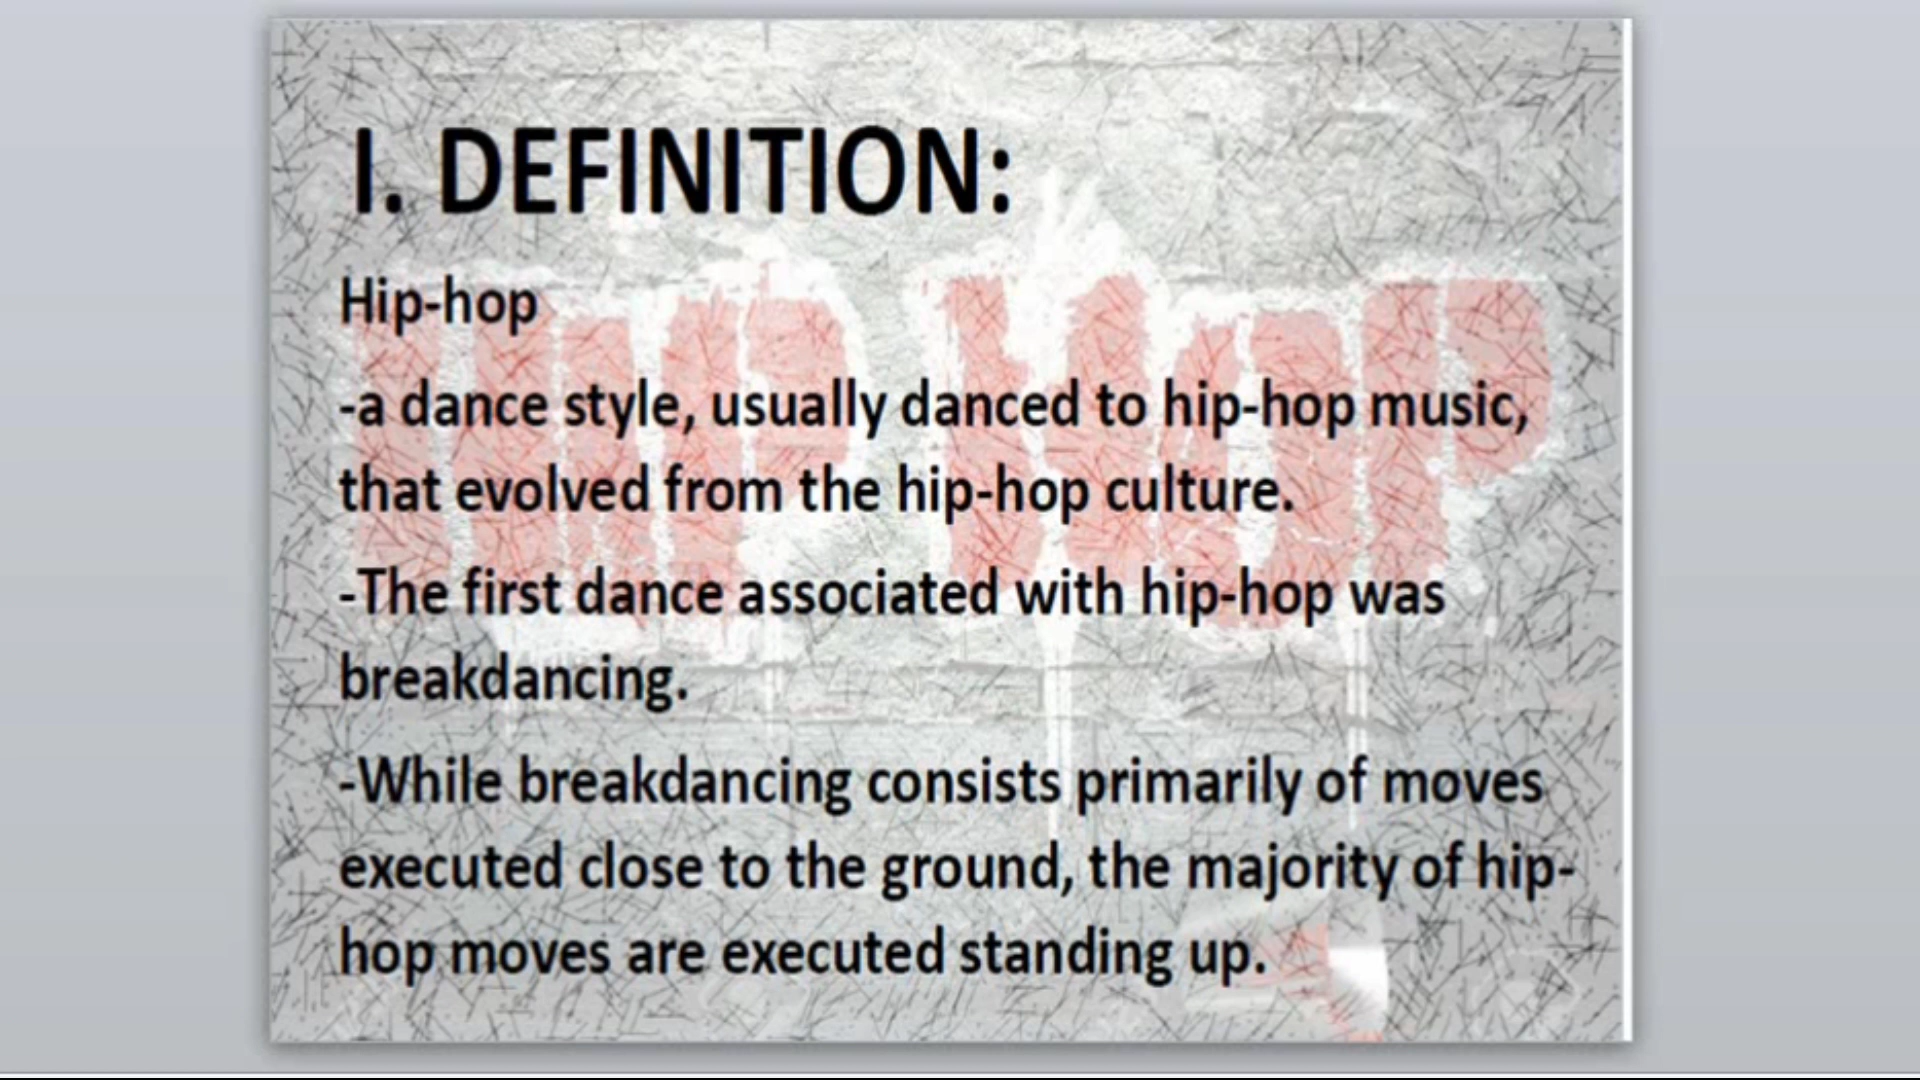 I. DEFINITION:
HIP HOP
Hip-hop
-a dance style, usually danced to hip-hop music,
that evolved from the hip-hop culture.
-The first dance associated with hip-hop was
breakdancing.
-While breakdancing consists primarily of moves
executed close to the ground, the majority of hip-
hop moves are executed standing up.